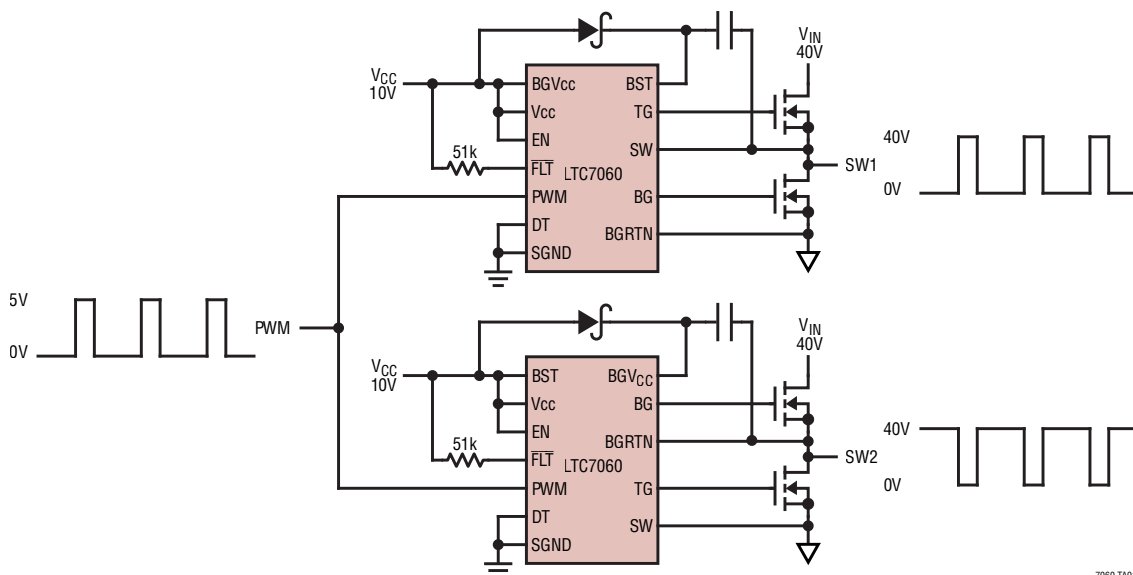 VIN
40V
VCC
10V
BGVcc
Vcc
EN
51k
FLT
LTC7060
PWM
DT
SGND
BST
TG
SW
BG
BGRTN
SW1
40V
0V
5V
0V
PWM
VIN
40V
VCC
10V
BST
Vcc
EN
51k
FLT
LTC7060
PWM
DT
SGND
BGVCC
BG
BGRTN
TG
SW
SW2
40V
0V